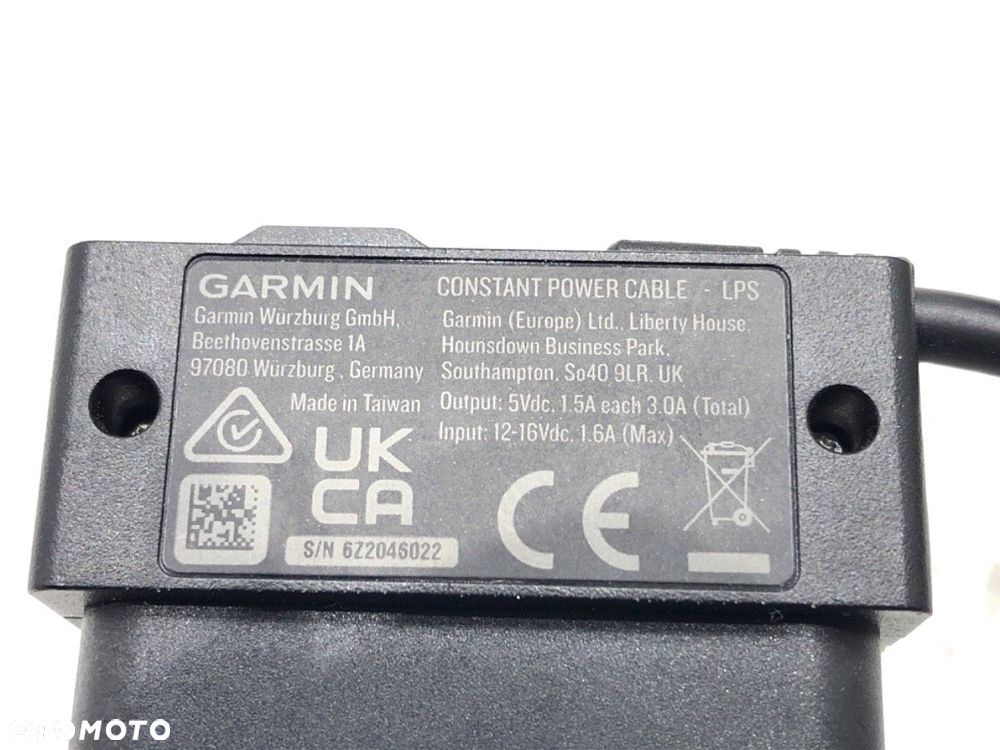 GARMIN
Garmin Würzburg GmbH,
Beethovenstrasse 1A
97080 Würzburg, Germany
Made in Taiwan
CONSTANT POWER CABLE - LPS
Garmin (Europe) Ltd., Liberty House,
Hounsdown Business Park,
Southampton, So40 9LR, UK
Output: 5Vdc, 1.5A each 3.0A (Total)
Input: 12-16Vdc, 1.6A (Max)
UK
CA
CE
S/N 6Z2046022
OTOMOTO